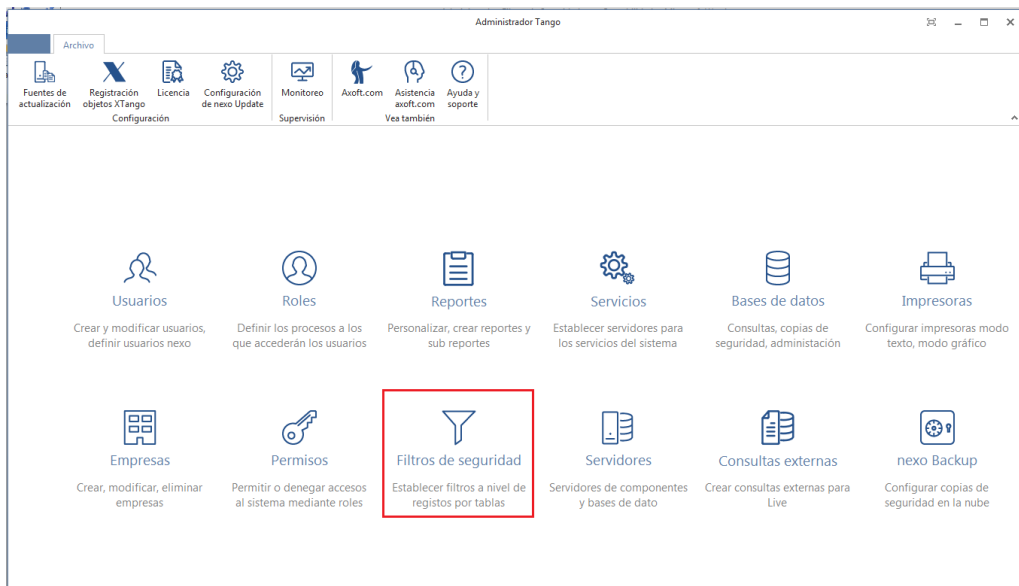 Administrador Tango
Archivo
Fuentes de actualización
Registración objetos XTango
Licencia
Configuración de nexo Update
Monitoreo
Axoft.com
Asistencia axoft.com
Ayuda y soporte
Configuración
Supervisión
Vea también
Usuarios
Roles
Reportes
Servicios
Bases de datos
Impresoras
Crear y modificar usuarios,
definir usuarios nexo
Definir los procesos a los
que accederán los usuarios
Personalizar, crear reportes y
sub reportes
Establecer servidores para
los servicios del sistema
Consultas, copias de
seguridad, administación
Configurar impresoras modo
texto, modo gráfico
Empresas
Permisos
Filtros de seguridad
Servidores
Consultas externas
nexo Backup
Crear, modificar, eliminar
empresas
Permitir o denegar accesos
al sistema mediante roles
Establecer filtros a nivel de
registos por tablas
Servidores de componentes
y bases de dato
Crear consultas externas para
Live
Configurar copias de
seguridad en la nube